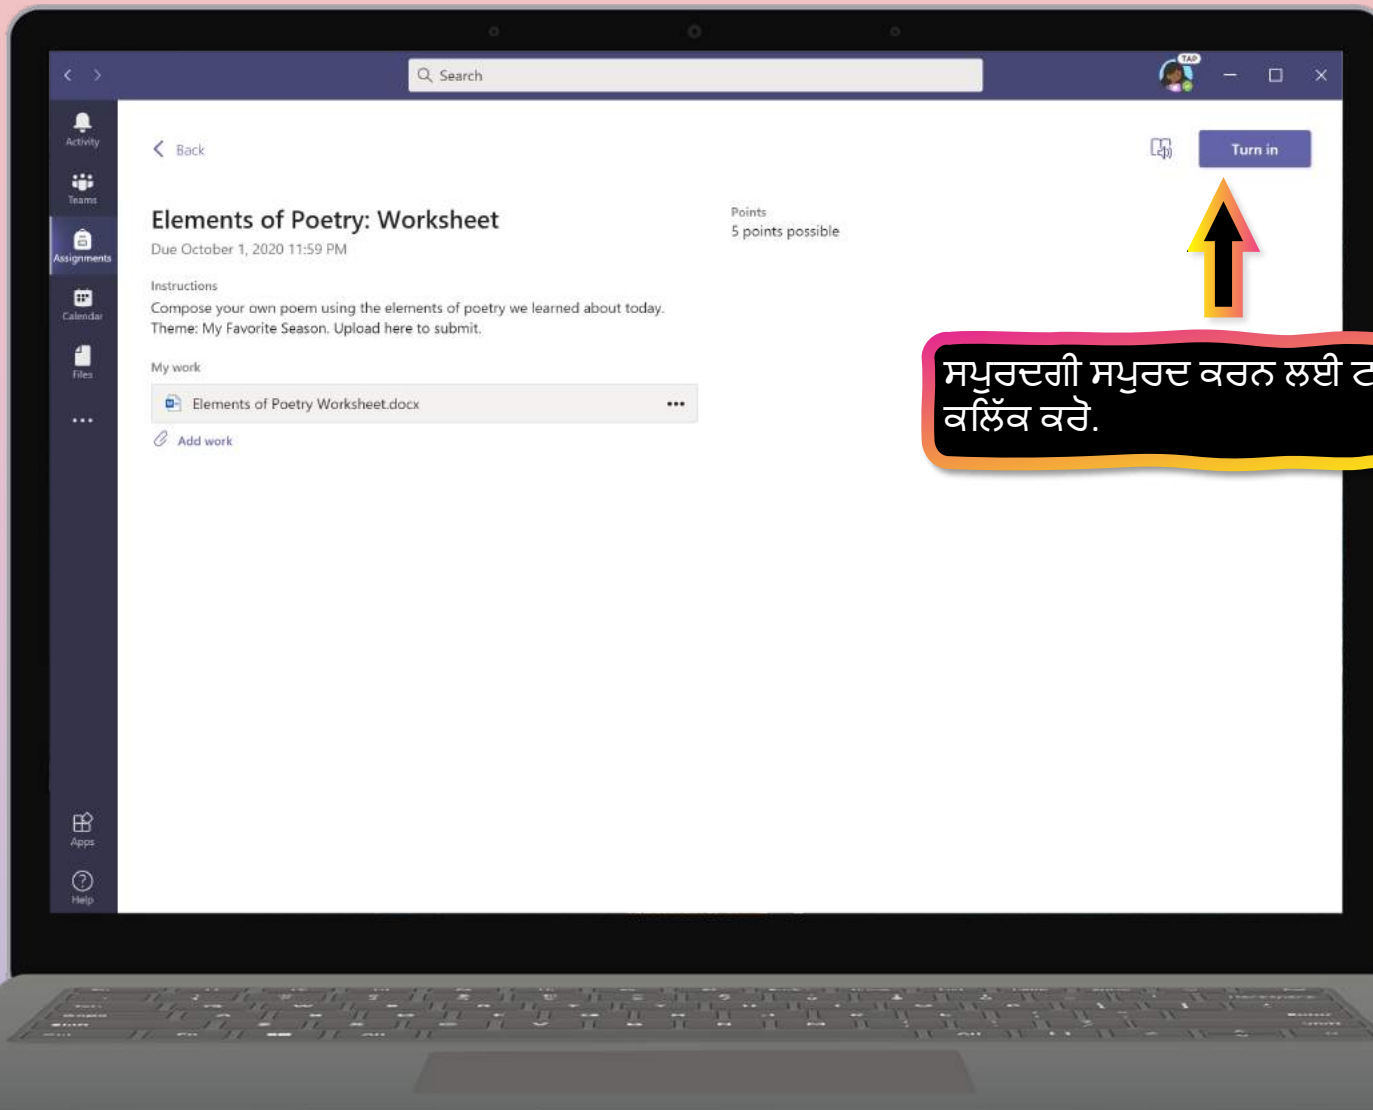 Search
TAP
Activity
Teams
Assignments
Calendar
Files
Apps
Help
Back
Turn in
Elements of Poetry: Worksheet
Due October 1, 2020 11:59 PM
Points
5 points possible
Instructions
Compose your own poem using the elements of poetry we learned about today.
Theme: My Favorite Season. Upload here to submit.
My work
Elements of Poetry Worksheet.docx
Add work
ਸਪੁਰਦਗੀ ਸਪੁਰਦ ਕਰਨ ਲਈ
ਕਲਿੱਕ ਕਰੋ.